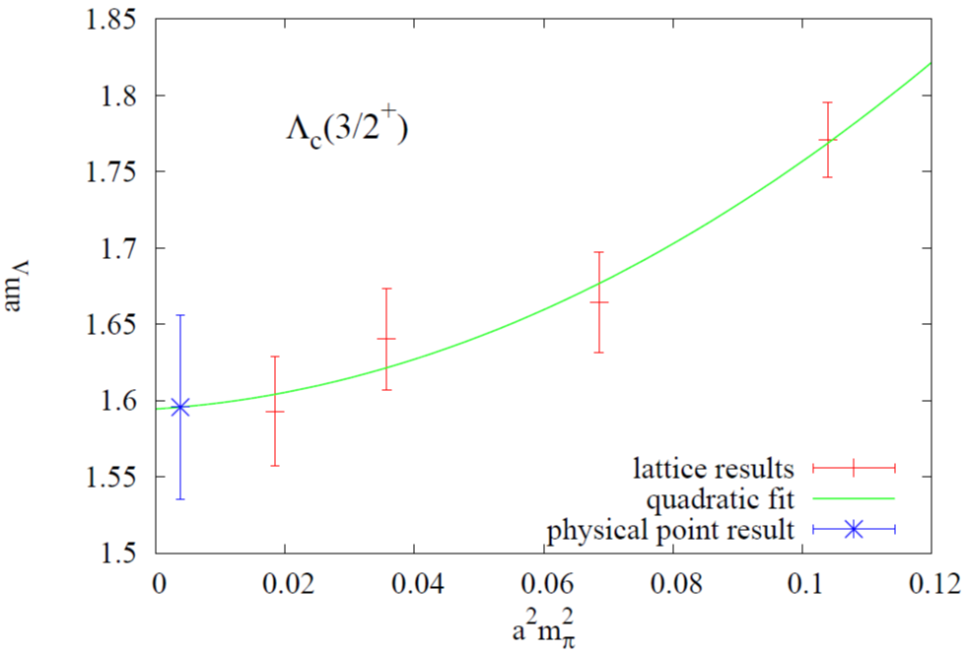 1.85
1.8
1.75
1.7
1.65
1.6
1.55
1.5
amΛ
Λc(3/2⁺)
lattice results
quadratic fit
physical point result
0 0.02 0.04 0.06 0.08 0.1 0.12
a²mπ²